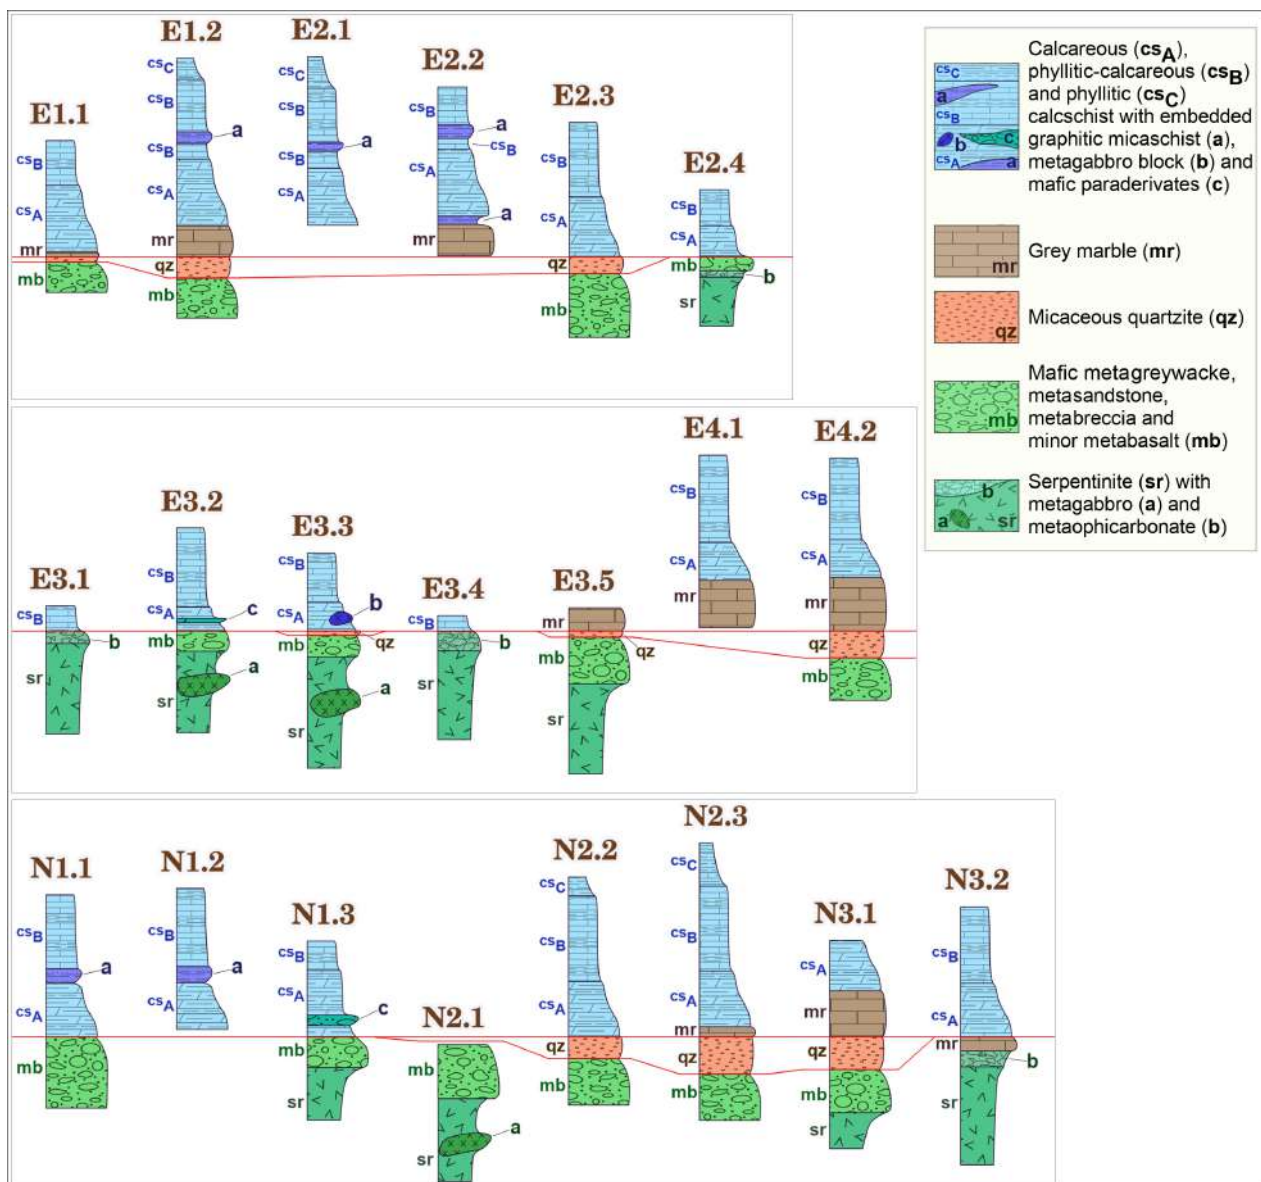 E1.1
csB
csA
mr
mb
E1.2
csC
csB
a
csB
csA
mr
qz
mb
E2.1
csB
a
csA
E2.2
csB
a
csB
csA
a
mr
E2.3
csB
csA
qz
mb
E2.4
csB
csA
mb
b
sr
E3.1
csB
b
sr
E3.2
csB
csA
c
mb
a
sr
E3.3
csB
csA
b
mb
qz
a
sr
E3.4
csB
b
sr
E3.5
mr
qz
mb
sr
E4.1
csB
csA
mr
E4.2
csB
csA
mr
qz
mb
N1.1
csB
a
csA
mb
N1.2
csB
a
csA
N1.3
csB
csA
c
mb
sr
N2.1
mb
a
sr
N2.2
csC
csB
csA
qz
mb
N2.3
csC
csB
csA
mr
qz
mb
N3.1
csA
mr
qz
mb
sr
N3.2
csB
csA
mr
b
sr
csC
a
csB
b
c
csA
a
Calcareous (csA),
phyllitic-calcareous (csB)
and phyllitic (csC)
calcschist with embedded
graphitic micaschist (a),
metagabbro block (b) and
mafic paraderivates (c)
mr
Grey marble (mr)
qz
Micaceous quartzite (qz)
mb
Mafic metagreywacke,
metasandstone,
metabreccia and
minor metabasalt (mb)
b
a
sr
Serpentinite (sr) with
metagabbro (a) and
metaophicarbonate (b)